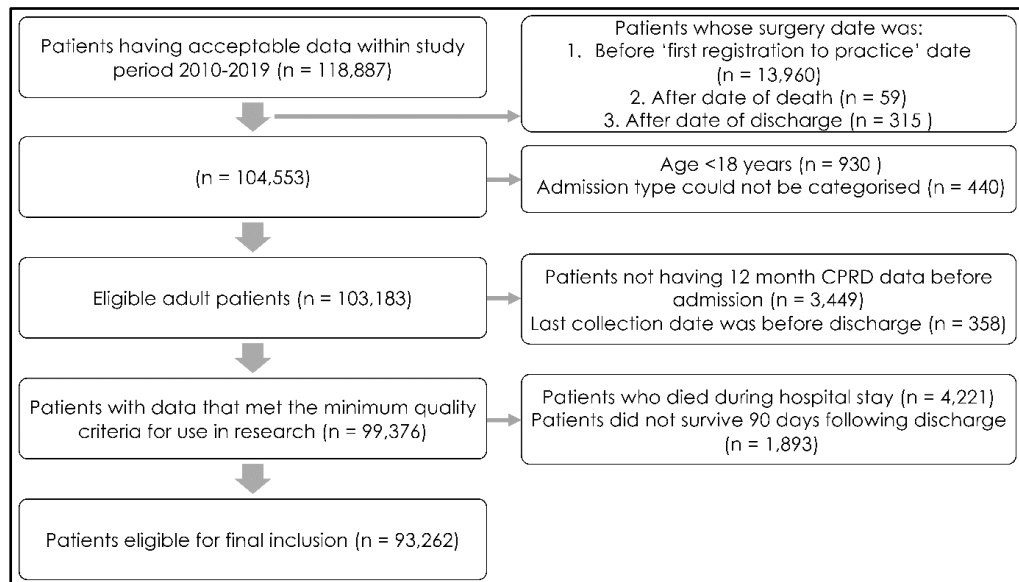 Patients having acceptable data within study
period 2010-2019 (n = 118,887)
Patients whose surgery date was:
1. Before ‘first registration to practice’ date
(n = 13,960)
2. After date of death (n = 59)
3. After date of discharge (n = 315 )
(n = 104,553)
Age <18 years (n = 930 )
Admission type could not be categorised (n = 440)
Eligible adult patients (n = 103,183)
Patients not having 12 month CPRD data before
admission (n = 3,449)
Last collection date was before discharge (n = 358)
Patients with data that met the minimum quality
criteria for use in research (n = 99,376)
Patients who died during hospital stay (n = 4,221)
Patients did not survive 90 days following discharge
(n = 1,893)
Patients eligible for final inclusion (n = 93,262)